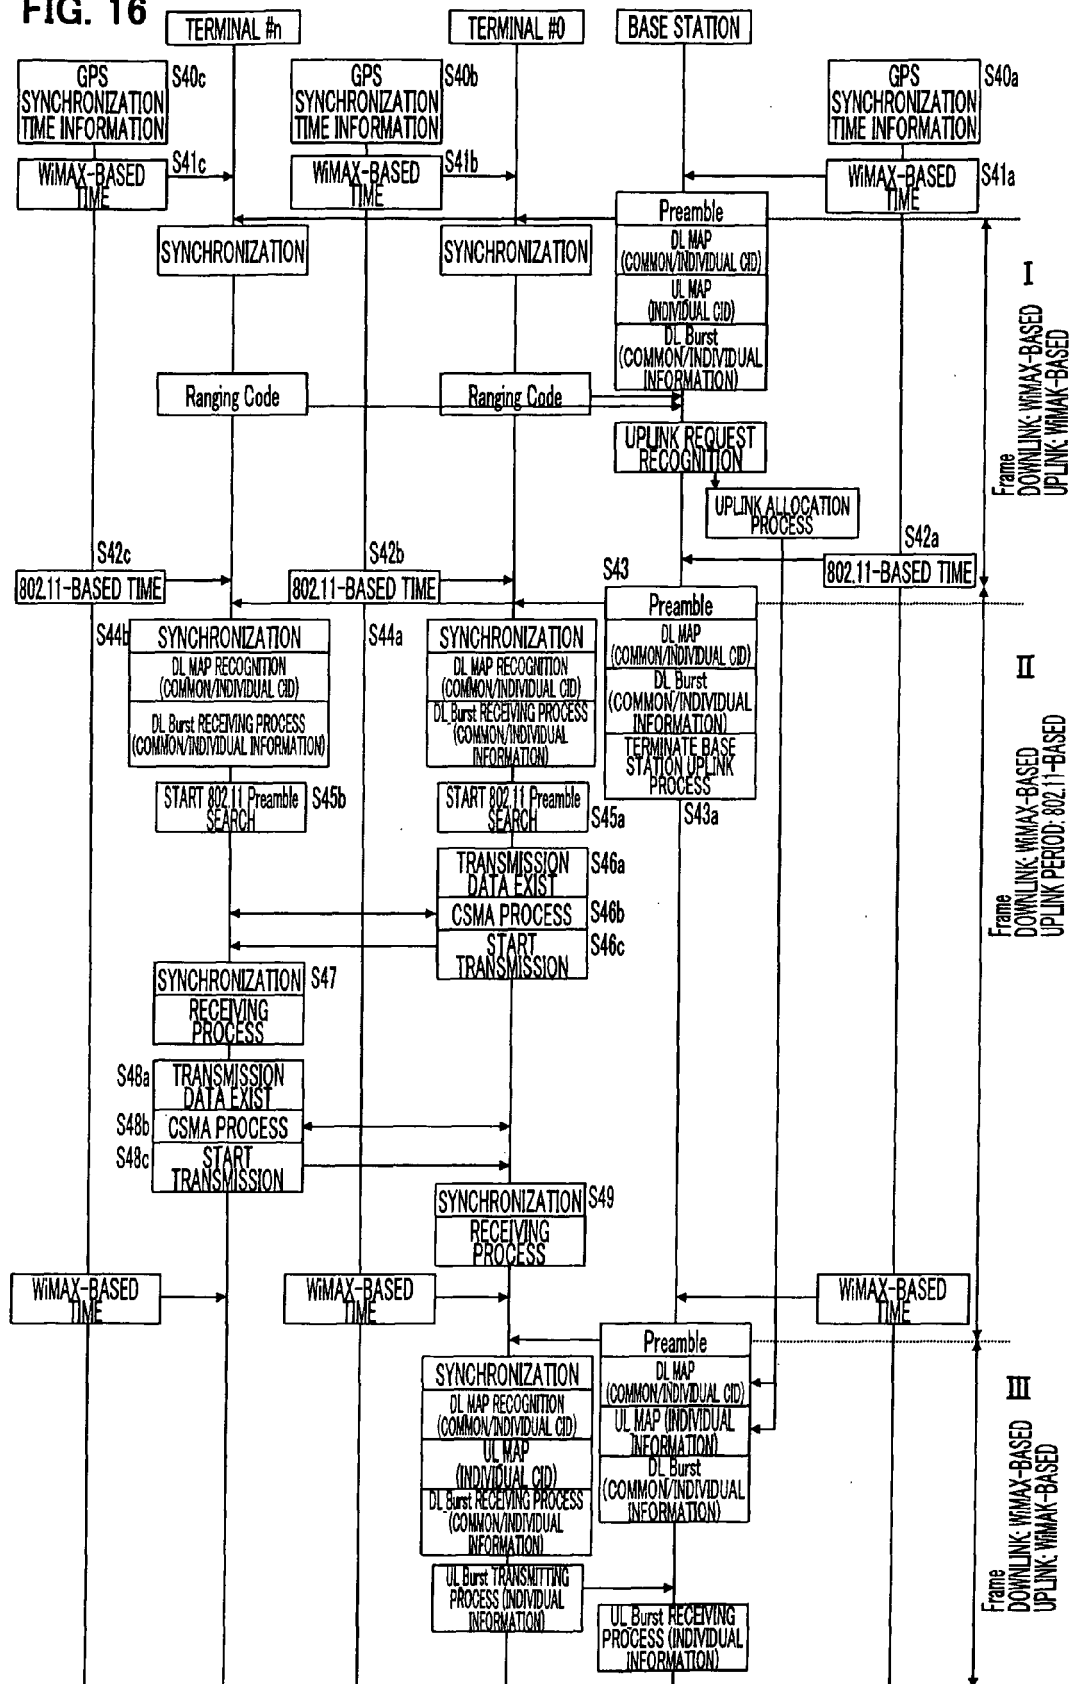 FIG. 16
TERMINAL #n
TERMINAL #0
BASE STATION
GPS
SYNCHRONIZATION
TIME INFORMATION
S40c
GPS
SYNCHRONIZATION
TIME INFORMATION
S40b
GPS
SYNCHRONIZATION
TIME INFORMATION
S40a
WiMAX-BASED
TIME
S41c
WiMAX-BASED
TIME
S41b
WiMAX-BASED
TIME
S41a
Preamble
SYNCHRONIZATION
SYNCHRONIZATION
DL MAP
(COMMON/INDIVIDUAL CID)
UL MAP
(INDIVIDUAL CID)
DL Burst
(COMMON/INDIVIDUAL
INFORMATION)
I
Frame
DOWNLINK: WiMAX-BASED
UPLINK: WiMAK-BASED
Ranging Code
Ranging Code
UPLINK REQUEST
RECOGNITION
UPLINK ALLOCATION
PROCESS
S42c
802.11-BASED TIME
S42b
802.11-BASED TIME
S42a
802.11-BASED TIME
S43
Preamble
DL MAP
(COMMON/INDIVIDUAL CID)
DL Burst
(COMMON/INDIVIDUAL
INFORMATION)
TERMINATE BASE
STATION UPLINK
PROCESS
S43a
S44b
SYNCHRONIZATION
DL MAP RECOGNITION
(COMMON/INDIVIDUAL CID)
DL Burst RECEIVING PROCESS
(COMMON/INDIVIDUAL INFORMATION)
S44a
SYNCHRONIZATION
DL MAP RECOGNITION
(COMMON/INDIVIDUAL CID)
DL Burst RECEIVING PROCESS
(COMMON/INDIVIDUAL
INFORMATION)
II
Frame
DOWNLINK: WiMAX-BASED
UPLINK PERIOD: 802.11-BASED
START 802.11 Preamble
SEARCH
S45b
START 802.11 Preamble
SEARCH
S45a
TRANSMISSION
DATA EXIST
S46a
CSMA PROCESS
S46b
START
TRANSMISSION
S46c
SYNCHRONIZATION
S47
RECEIVING
PROCESS
S48a
TRANSMISSION
DATA EXIST
S48b
CSMA PROCESS
S48c
START
TRANSMISSION
SYNCHRONIZATION
S49
RECEIVING
PROCESS
WiMAX-BASED
TIME
WiMAX-BASED
TIME
WiMAX-BASED
TIME
Preamble
DL MAP
(COMMON/INDIVIDUAL CID)
UL MAP (INDIVIDUAL
INFORMATION)
DL Burst
(COMMON/INDIVIDUAL
INFORMATION)
SYNCHRONIZATION
DL MAP RECOGNITION
(COMMON/INDIVIDUAL CID)
UL MAP
(INDIVIDUAL CID)
DL Burst RECEIVING PROCESS
(COMMON/INDIVIDUAL
INFORMATION)
III
Frame
DOWNLINK: WiMAX-BASED
UPLINK: WiMAK-BASED
UL Burst TRANSMITTING
PROCESS (INDIVIDUAL
INFORMATION)
UL Burst RECEIVING
PROCESS (INDIVIDUAL
INFORMATION)